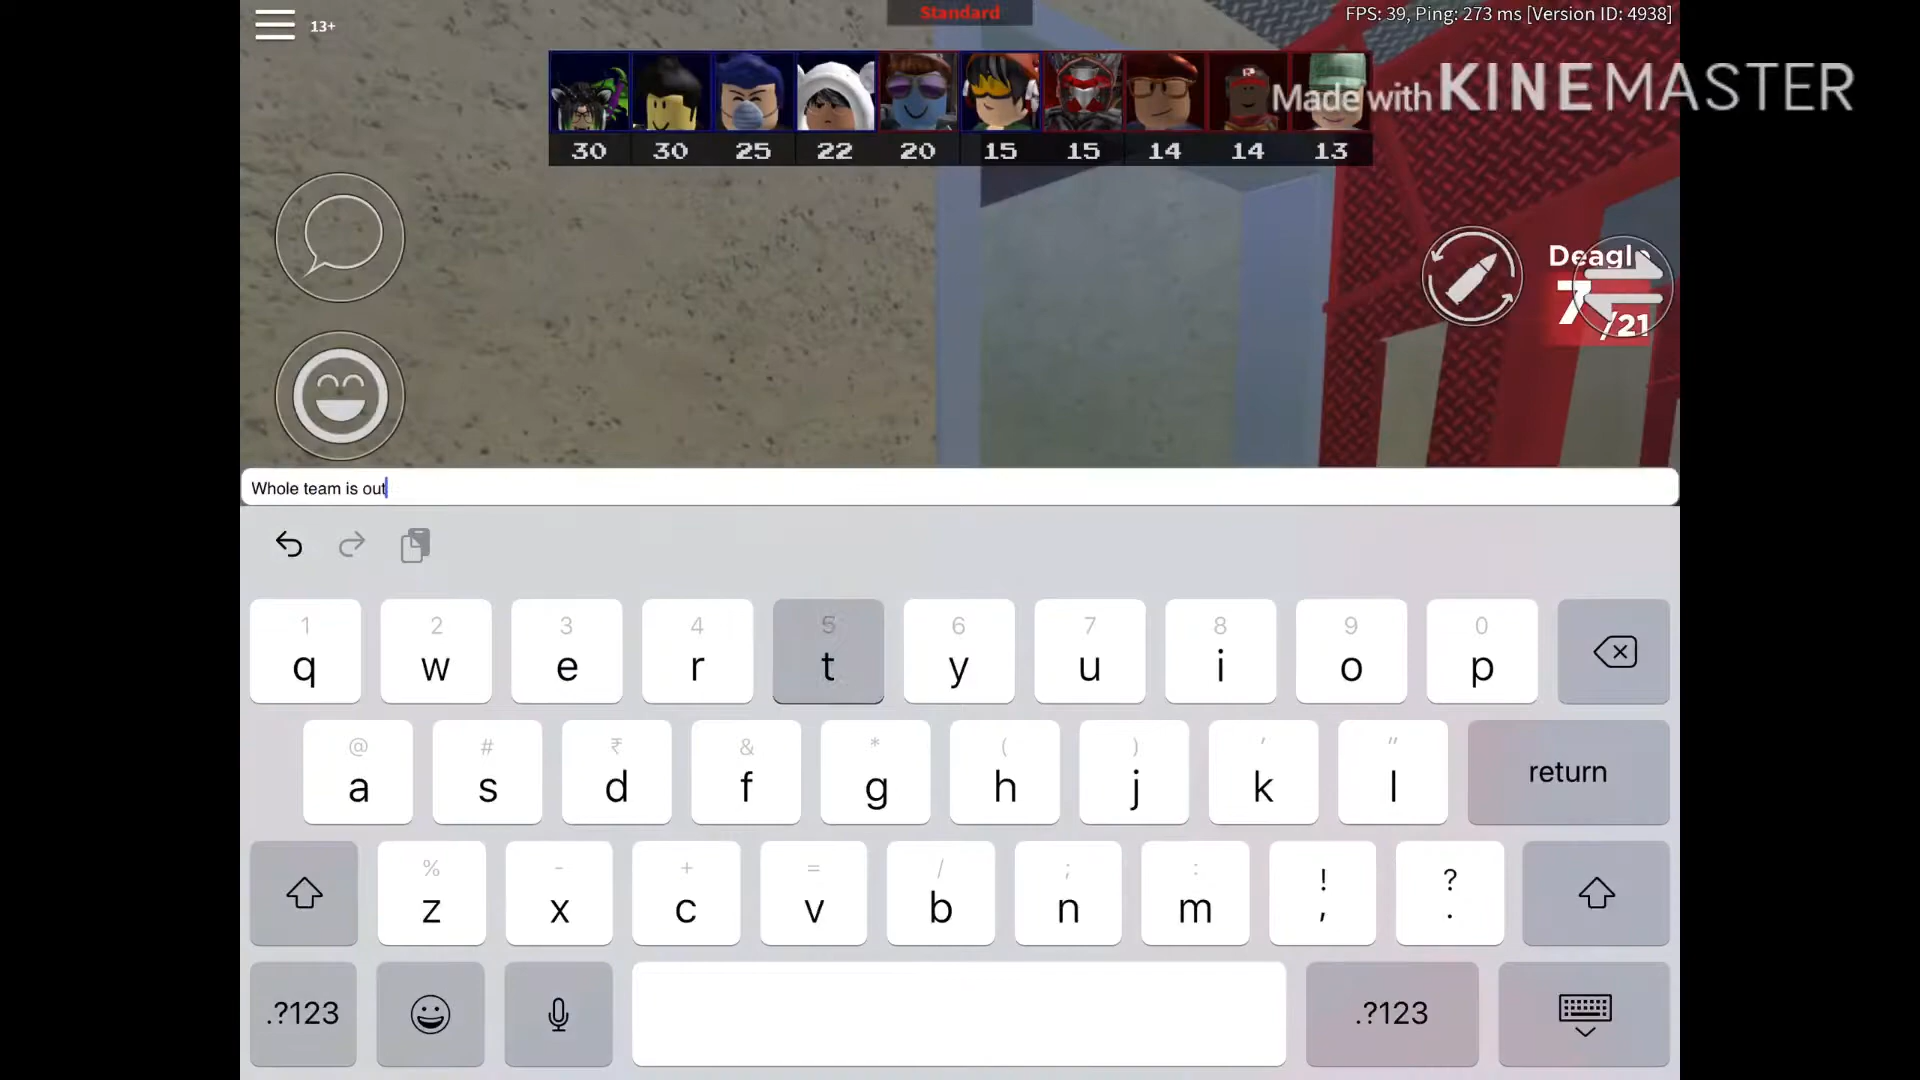 Standard
13+
FPS: 39, Ping: 273 ms [Version ID: 4938]
Made with KINEMASTER
30 30 25 22 20 15 15 14 14 13
Deagle
7/21
Whole team is out
1 2 3 4 5 6 7 8 9 0
q w e r t y u i o p
@ # ₹ & * ( ) ' "
a s d f g h j k l return
% - + = / ; : ! ?
z x c v b n m , .
.?123 .?123